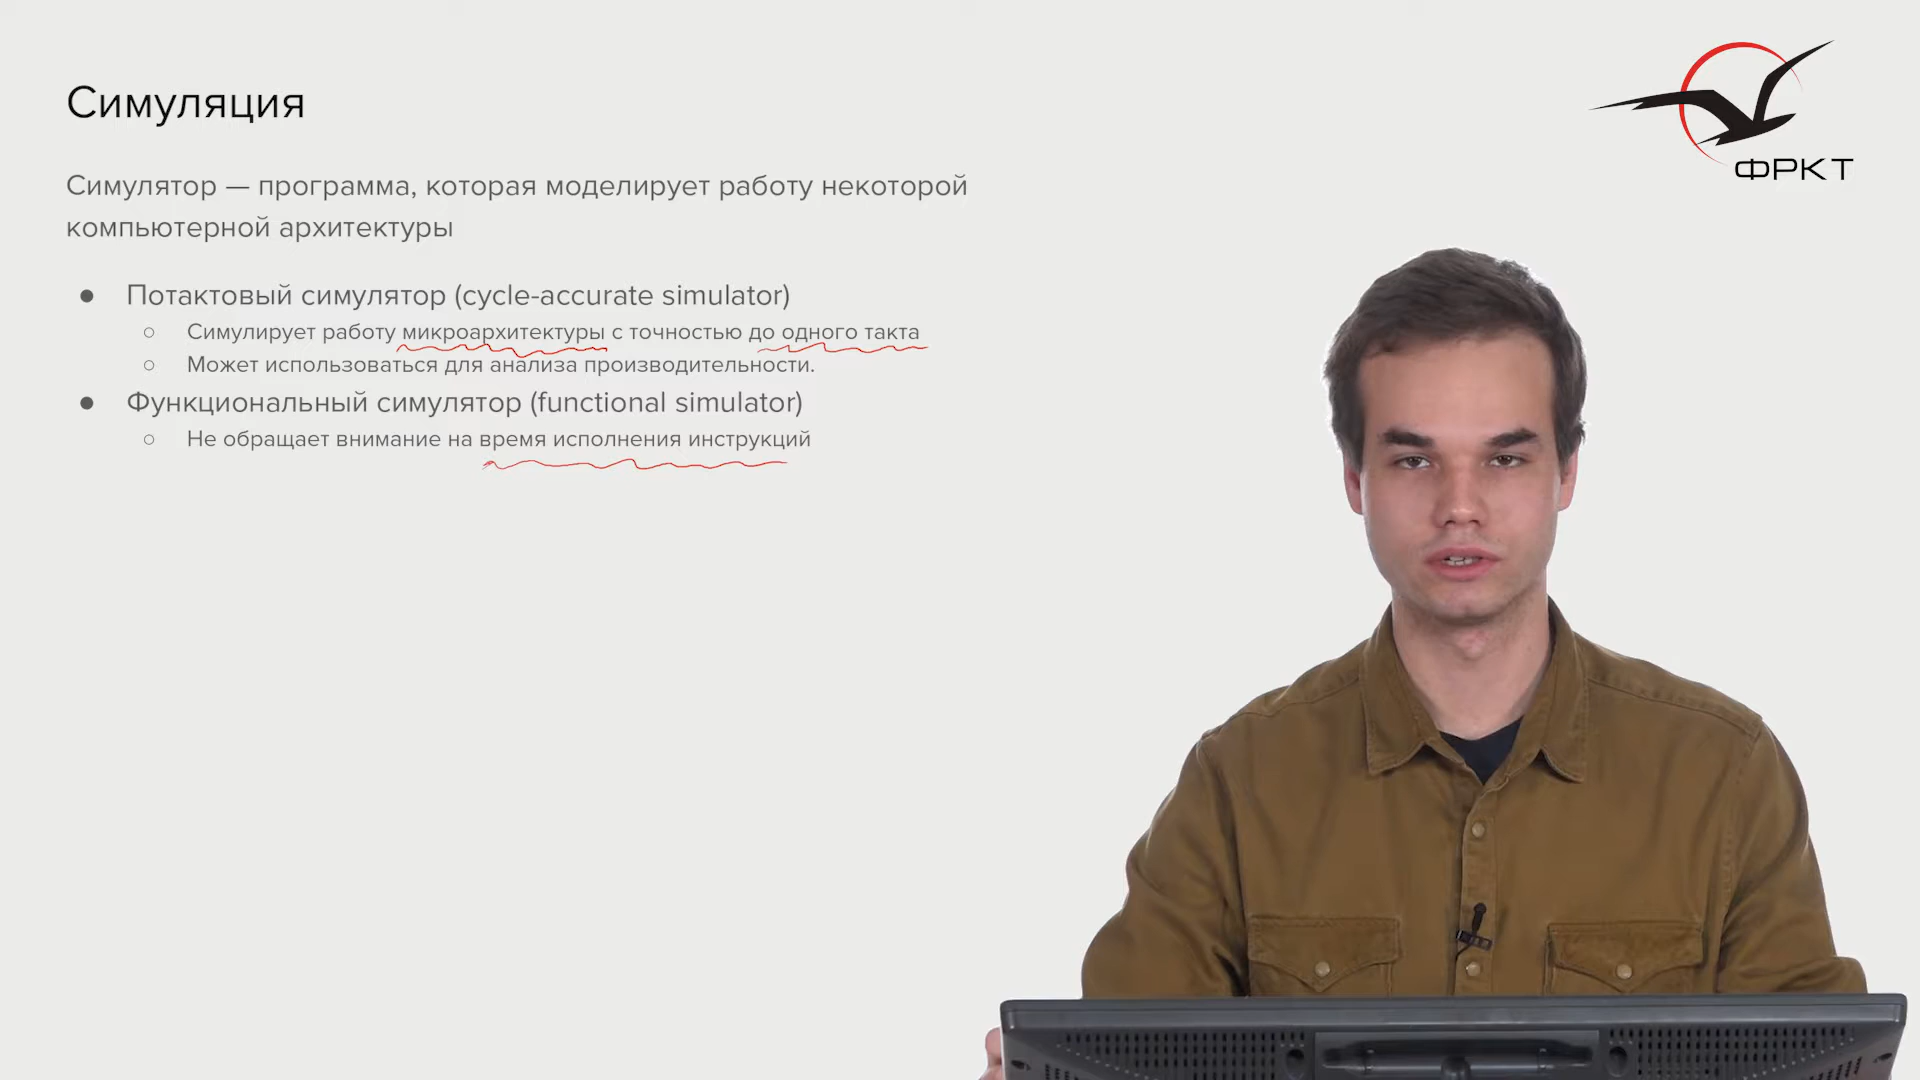 Симуляция
ФРКТ
Симулятор — программа, которая моделирует работу некоторой
компьютерной архитектуры
● Потактовый симулятор (cycle-accurate simulator)
○ Симулирует работу микроархитектуры с точностью до одного такта
○ Может использоваться для анализа производительности.
● Функциональный симулятор (functional simulator)
○ Не обращает внимание на время исполнения инструкций